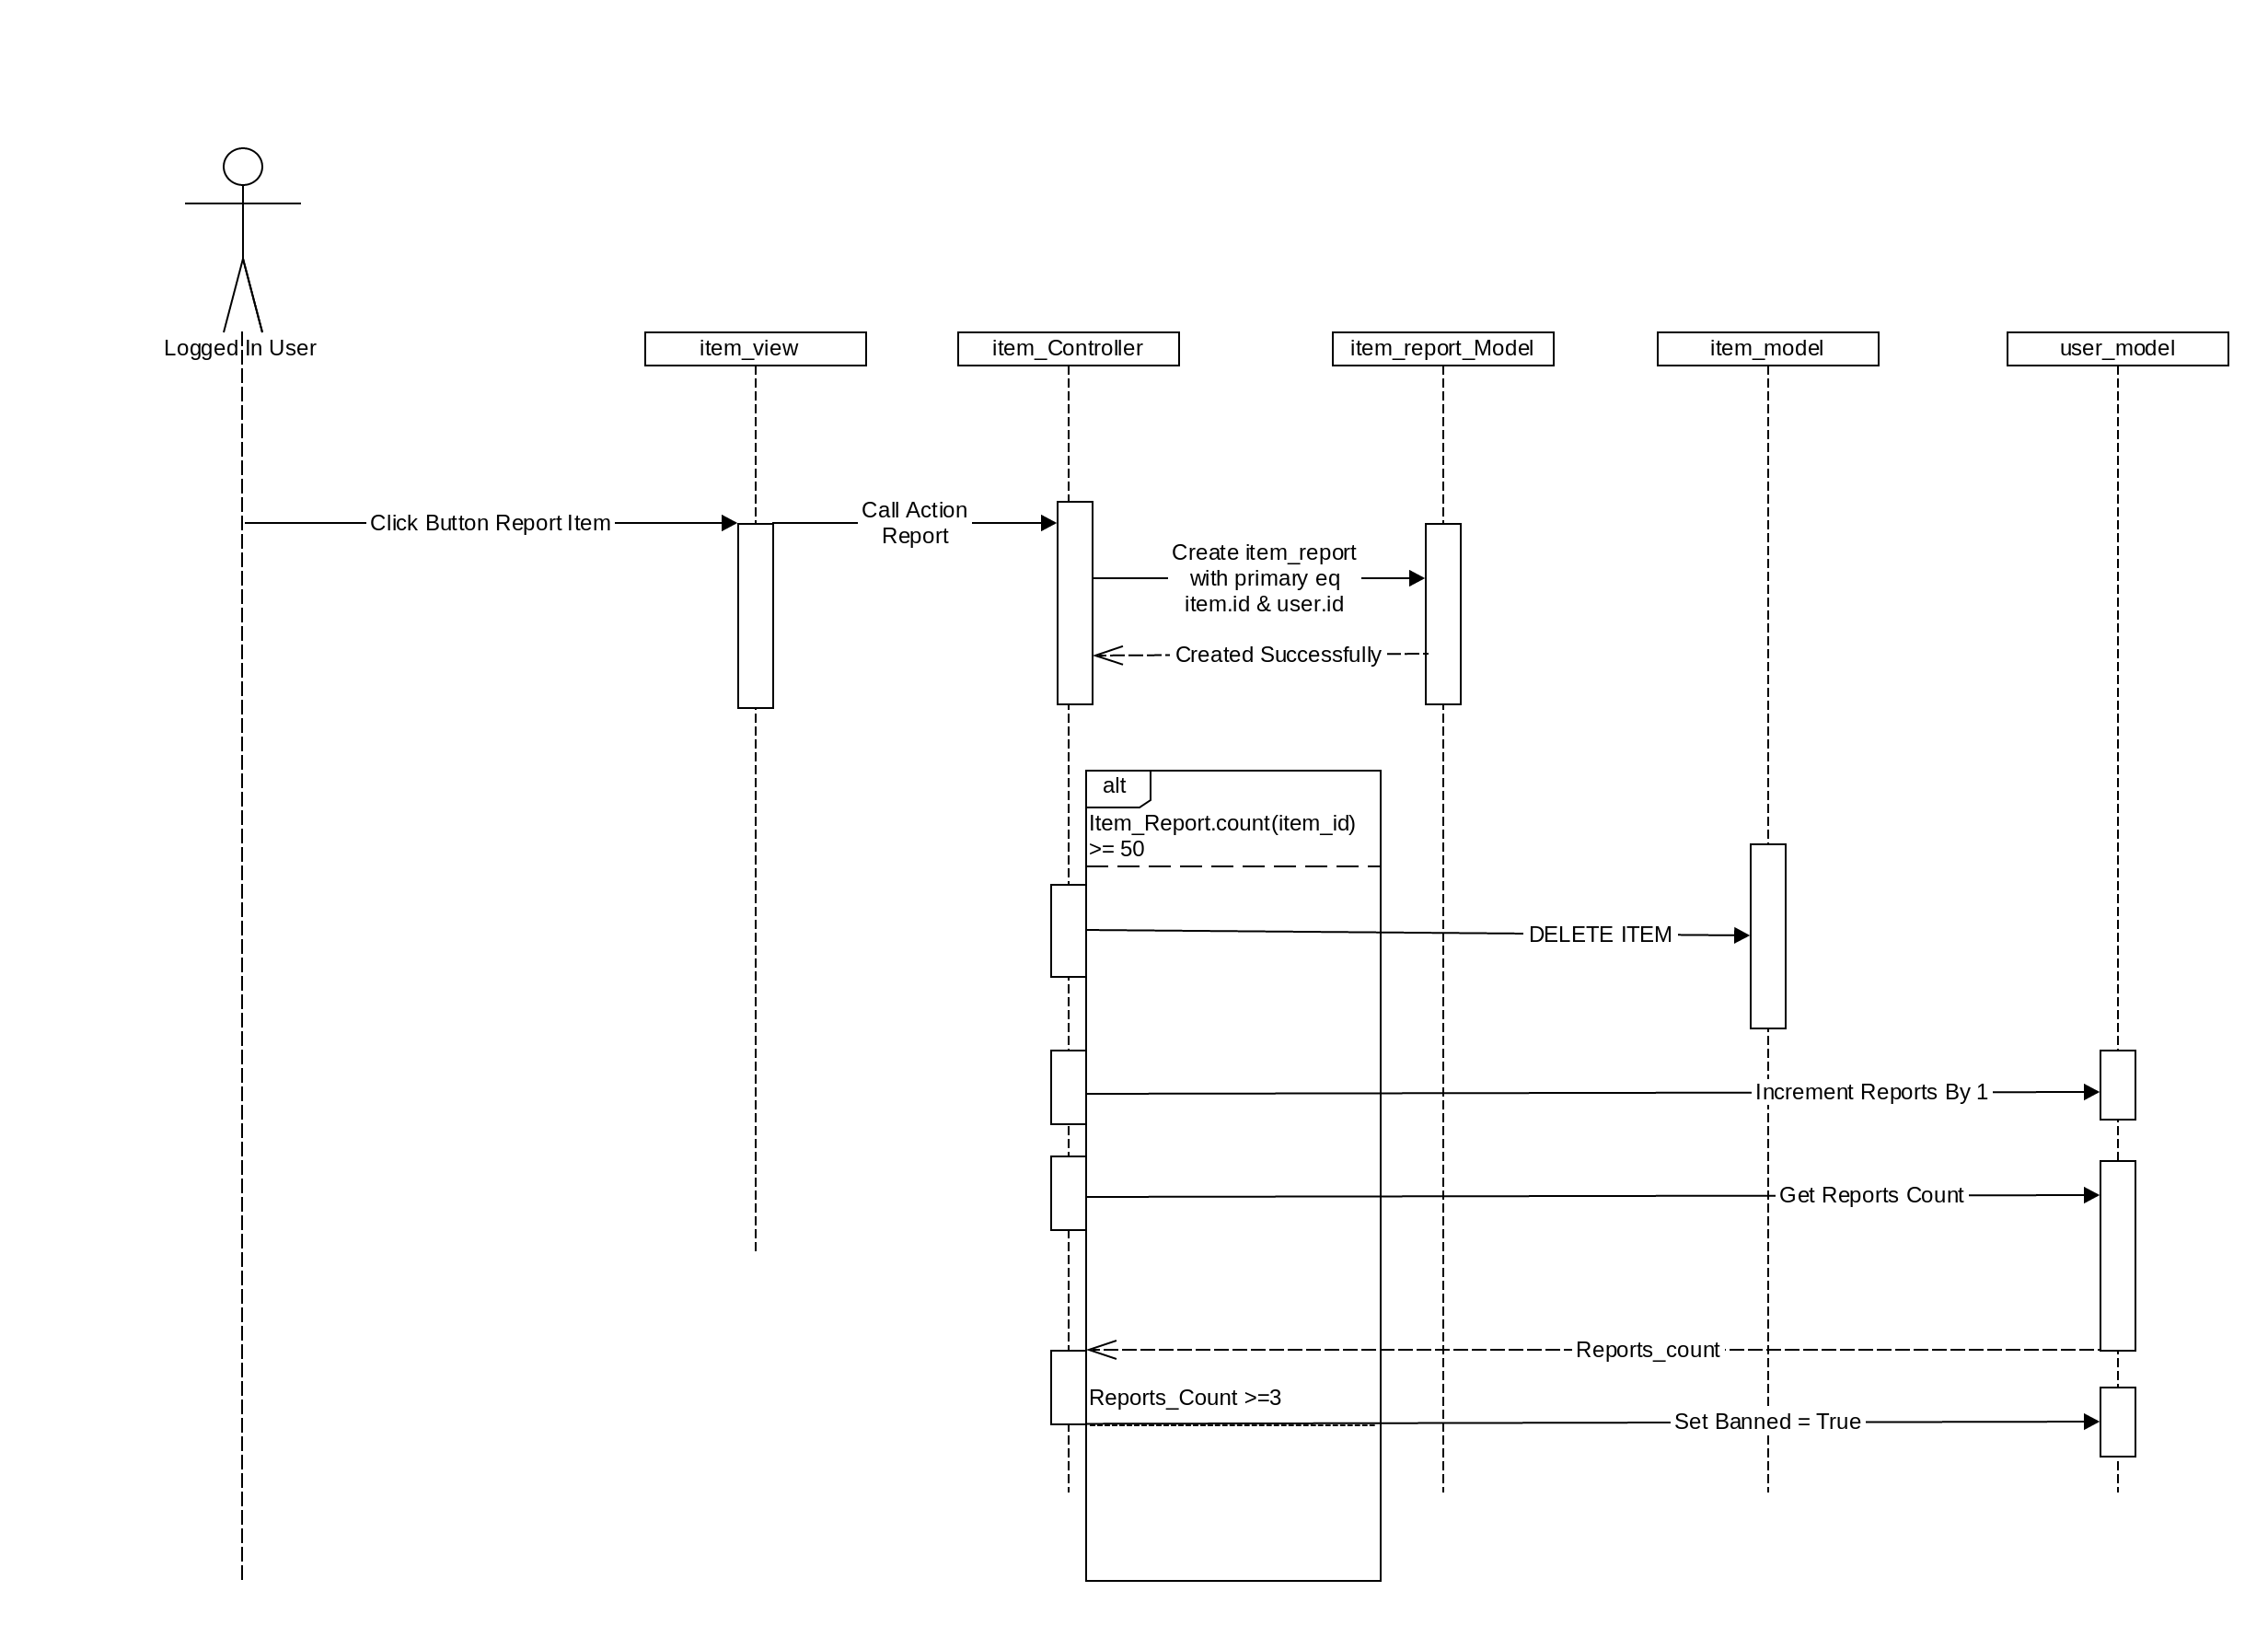 Logged In User
item_view
item_Controller
item_report_Model
item_model
user_model
Click Button Report Item
Call Action
Report
Create item_report
with primary eq
item.id & user.id
Created Successfully
alt
Item_Report.count(item_id)
>= 50
DELETE ITEM
Increment Reports By 1
Get Reports Count
Reports_count
Reports_Count >=3
Set Banned = True